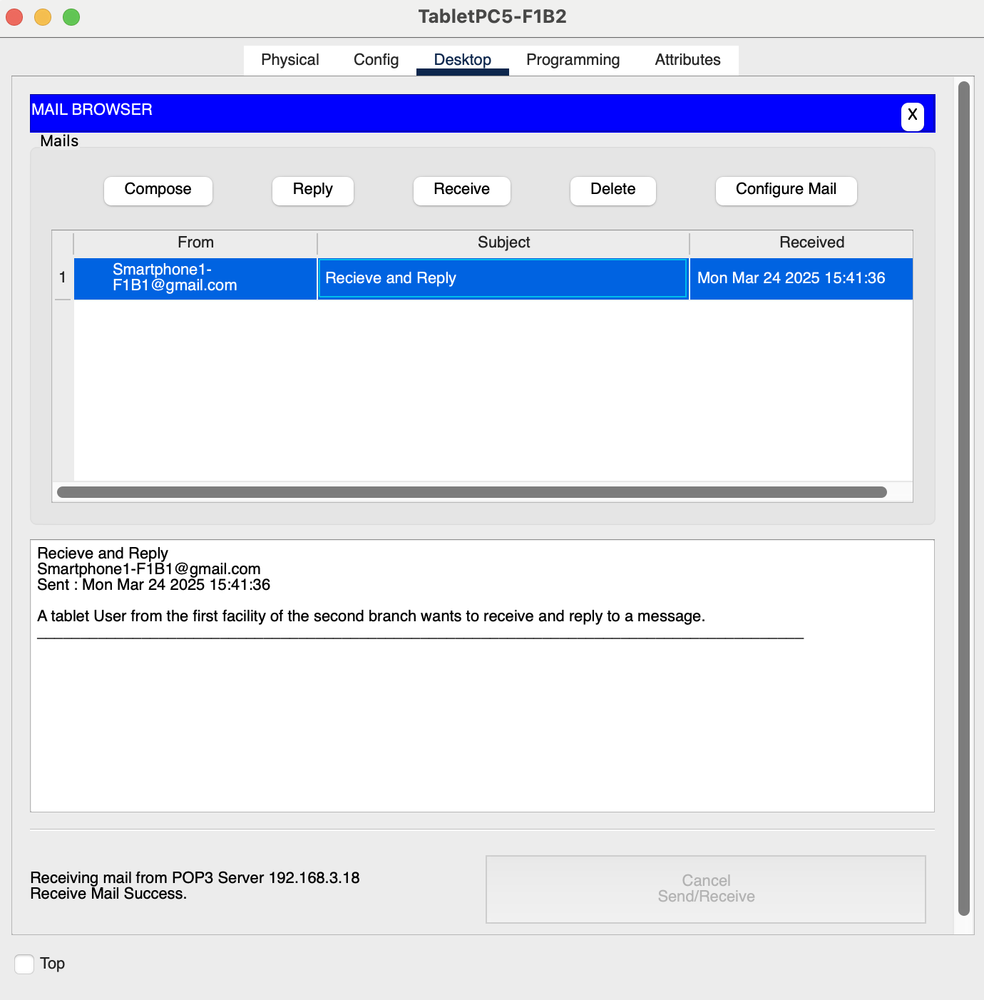 TabletPC5-F1B2
Physical Config Desktop Programming Attributes
MAIL BROWSER X
Mails
Compose Reply Receive Delete Configure Mail
From Subject Received
1 Smartphone1-
F1B1@gmail.com Recieve and Reply Mon Mar 24 2025 15:41:36
Recieve and Reply
Smartphone1-F1B1@gmail.com
Sent : Mon Mar 24 2025 15:41:36
A tablet User from the first facility of the second branch wants to receive and reply to a message.
Receiving mail from POP3 Server 192.168.3.18
Receive Mail Success.
Cancel
Send/Receive
Top